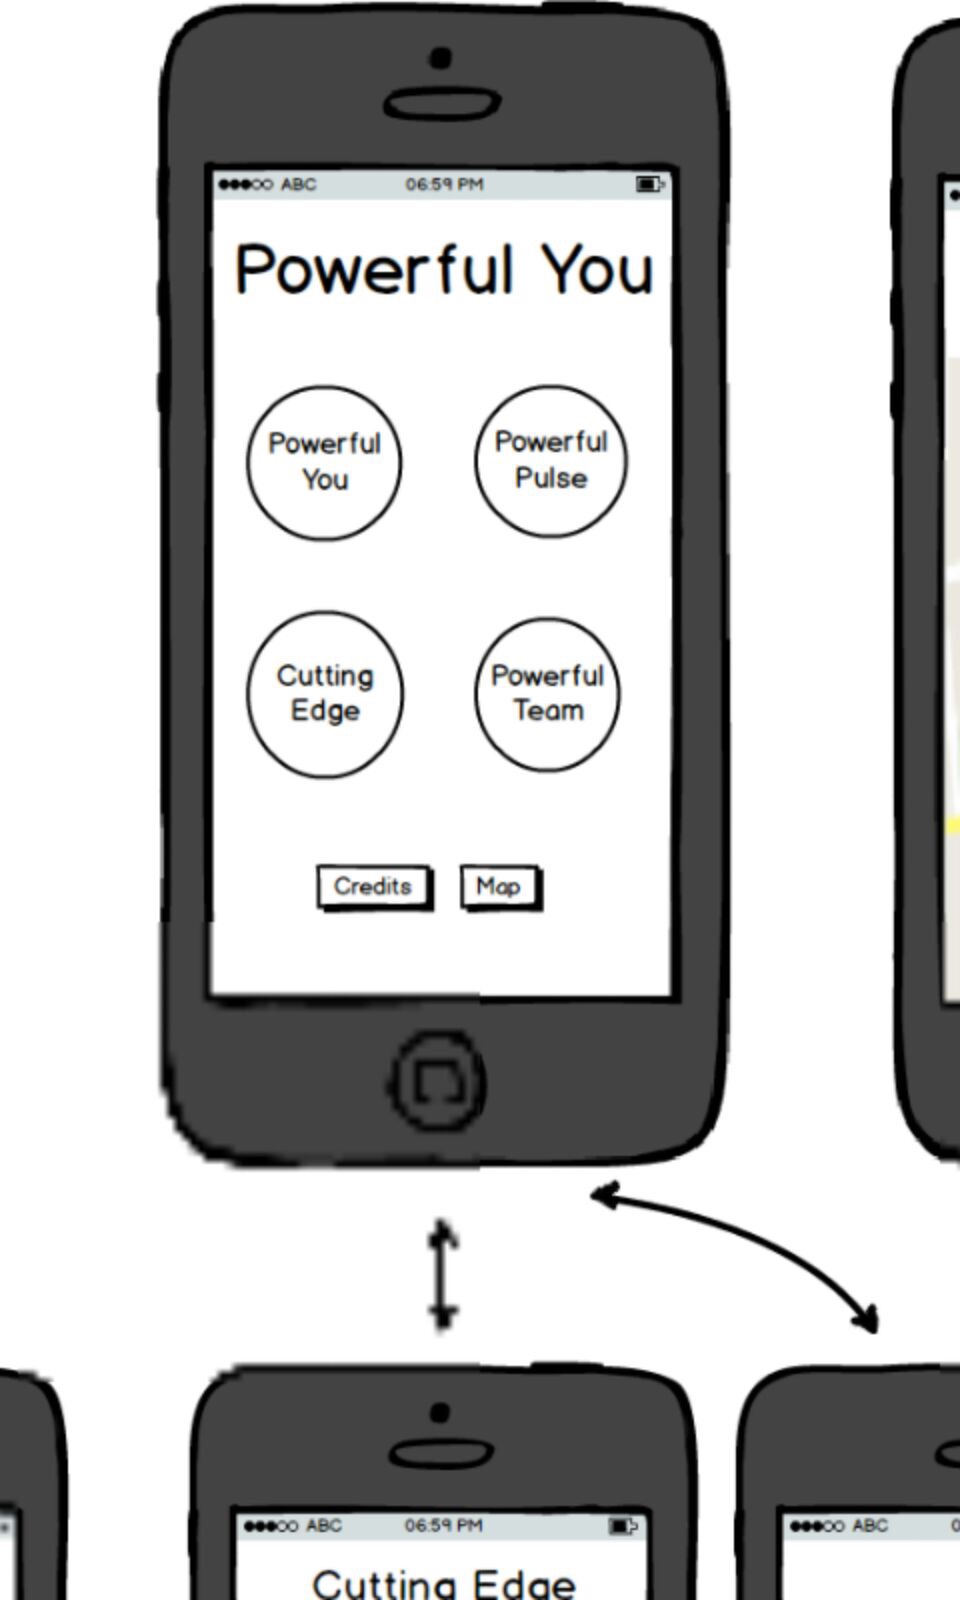 ABC 06:59 PM
Powerful You
Powerful
You
Powerful
Pulse
Cutting
Edge
Powerful
Team
Credits Map
ABC 06:59 PM
Cutting Edge
ABC